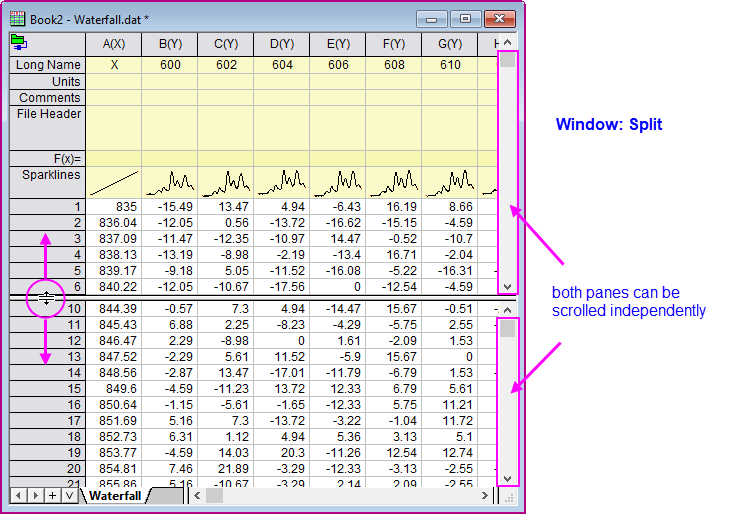 Book2 - Waterfall.dat *
A(X) B(Y) C(Y) D(Y) E(Y) F(Y) G(Y) H
Long Name X 600 602 604 606 608 610
Units
Comments
File Header
Window: Split
F(x)=
Sparklines
1 835 -15.49 13.47 4.94 -6.43 16.19 8.66
2 836.04 -12.05 0.56 -13.72 -16.62 -15.15 -4.59
3 837.09 -11.47 -12.35 -10.97 14.47 -0.52 -10.7
4 838.13 -13.19 -8.98 -2.19 -13.4 16.71 -2.04
5 839.17 -9.18 5.05 -11.52 -16.08 -5.22 -16.31
6 840.22 -12.05 -10.67 -17.56 0 -12.54 -4.59
both panes can be
scrolled independently
10 844.39 -0.57 7.3 4.94 -14.47 15.67 -0.51
11 845.43 6.88 2.25 -8.23 -4.29 -5.75 2.55
12 846.47 2.29 -8.98 0 1.61 -2.09 1.53
13 847.52 -2.29 5.61 11.52 -5.9 15.67 0
14 848.56 -2.87 13.47 -17.01 -11.79 -6.79 1.53
15 849.6 -4.59 -11.23 13.72 12.33 6.79 5.61
16 850.64 -1.15 -5.61 -1.65 -12.33 5.75 11.21
17 851.69 5.16 7.3 -13.72 -3.22 -1.04 11.72
18 852.73 6.31 1.12 4.94 5.36 3.13 5.1
19 853.77 -4.59 14.03 20.3 -11.26 12.54 12.74
20 854.81 7.46 21.89 -3.29 -12.33 -3.13 -2.55
21 855.86 5.16 -10.67 -3.29 2.14 2.09 -2.55
Waterfall